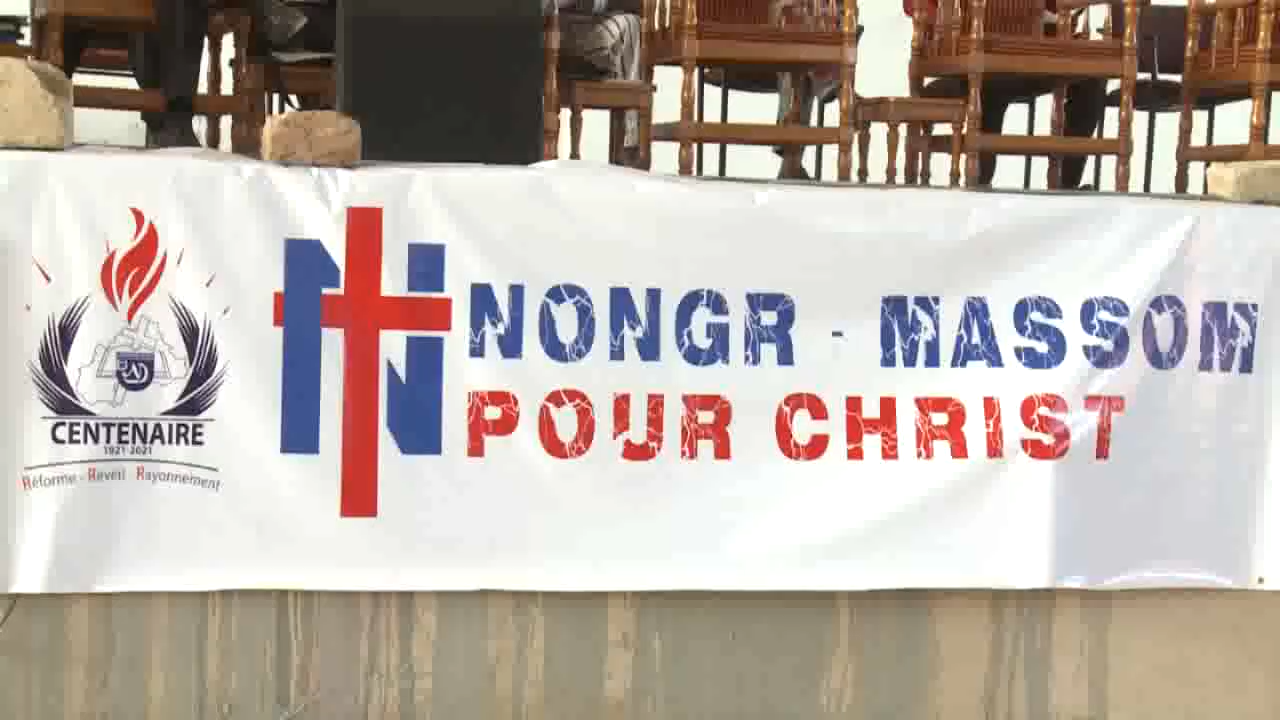 NONGR - MASSOM
POUR CHRIST
CENTENAIRE
1921-2021
Réforme - Réveil - Rayonnement